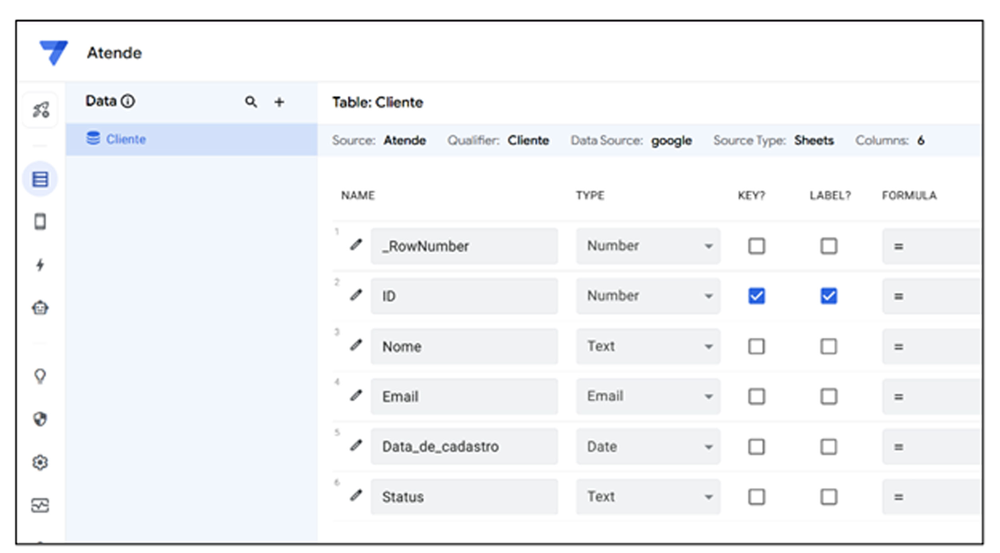 Atende
Data
Cliente
Table: Cliente
Source: Atende Qualifier: Cliente Data Source: google Source Type: Sheets Columns: 6
NAME TYPE KEY? LABEL? FORMULA
1 _RowNumber Number =
2 ID Number =
3 Nome Text =
4 Email Email =
5 Data_de_cadastro Date =
6 Status Text =